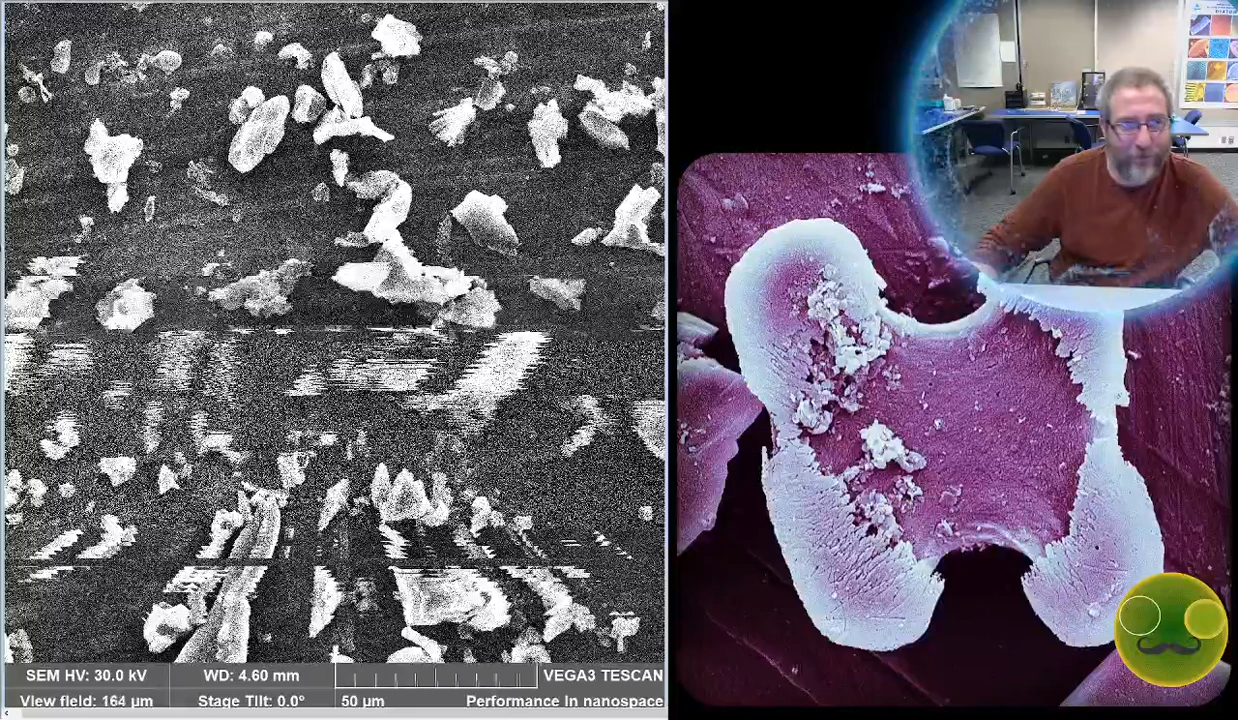 SEM HV: 30.0 kV
WD: 4.60 mm
VEGA3 TESCAN
View field: 164 µm
Stage Tilt: 0.0°
50 µm
Performance in nanospace